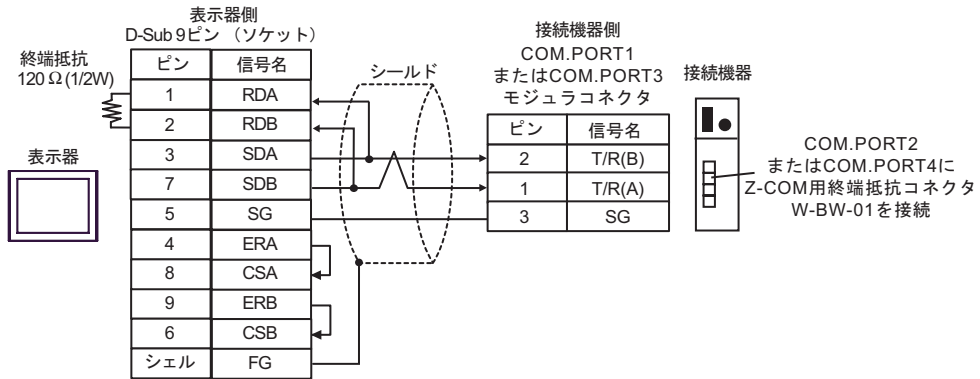 表示器側
D-Sub 9ピン （ソケット）
終端抵抗
120 Ω (1/2W)
ピン 信号名
1 RDA
2 RDB
3 SDA
7 SDB
5 SG
4 ERA
8 CSA
9 ERB
6 CSB
シェル FG
表示器
シールド
接続機器側
COM.PORT1
またはCOM.PORT3
モジュラコネクタ
ピン 信号名
2 T/R(B)
1 T/R(A)
3 SG
接続機器
COM.PORT2
またはCOM.PORT4に
Z-COM用終端抵抗コネクタ
W-BW-01を接続